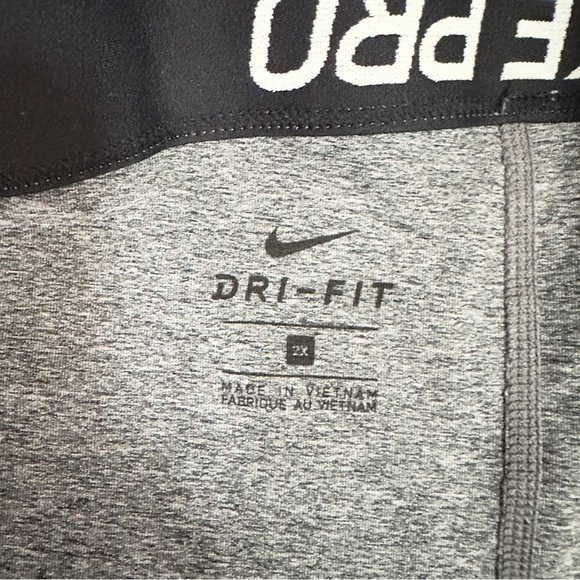 E PRO
DRI-FIT
2X
MADE IN VIETNAM
FABRIQUE AU VIETNAM